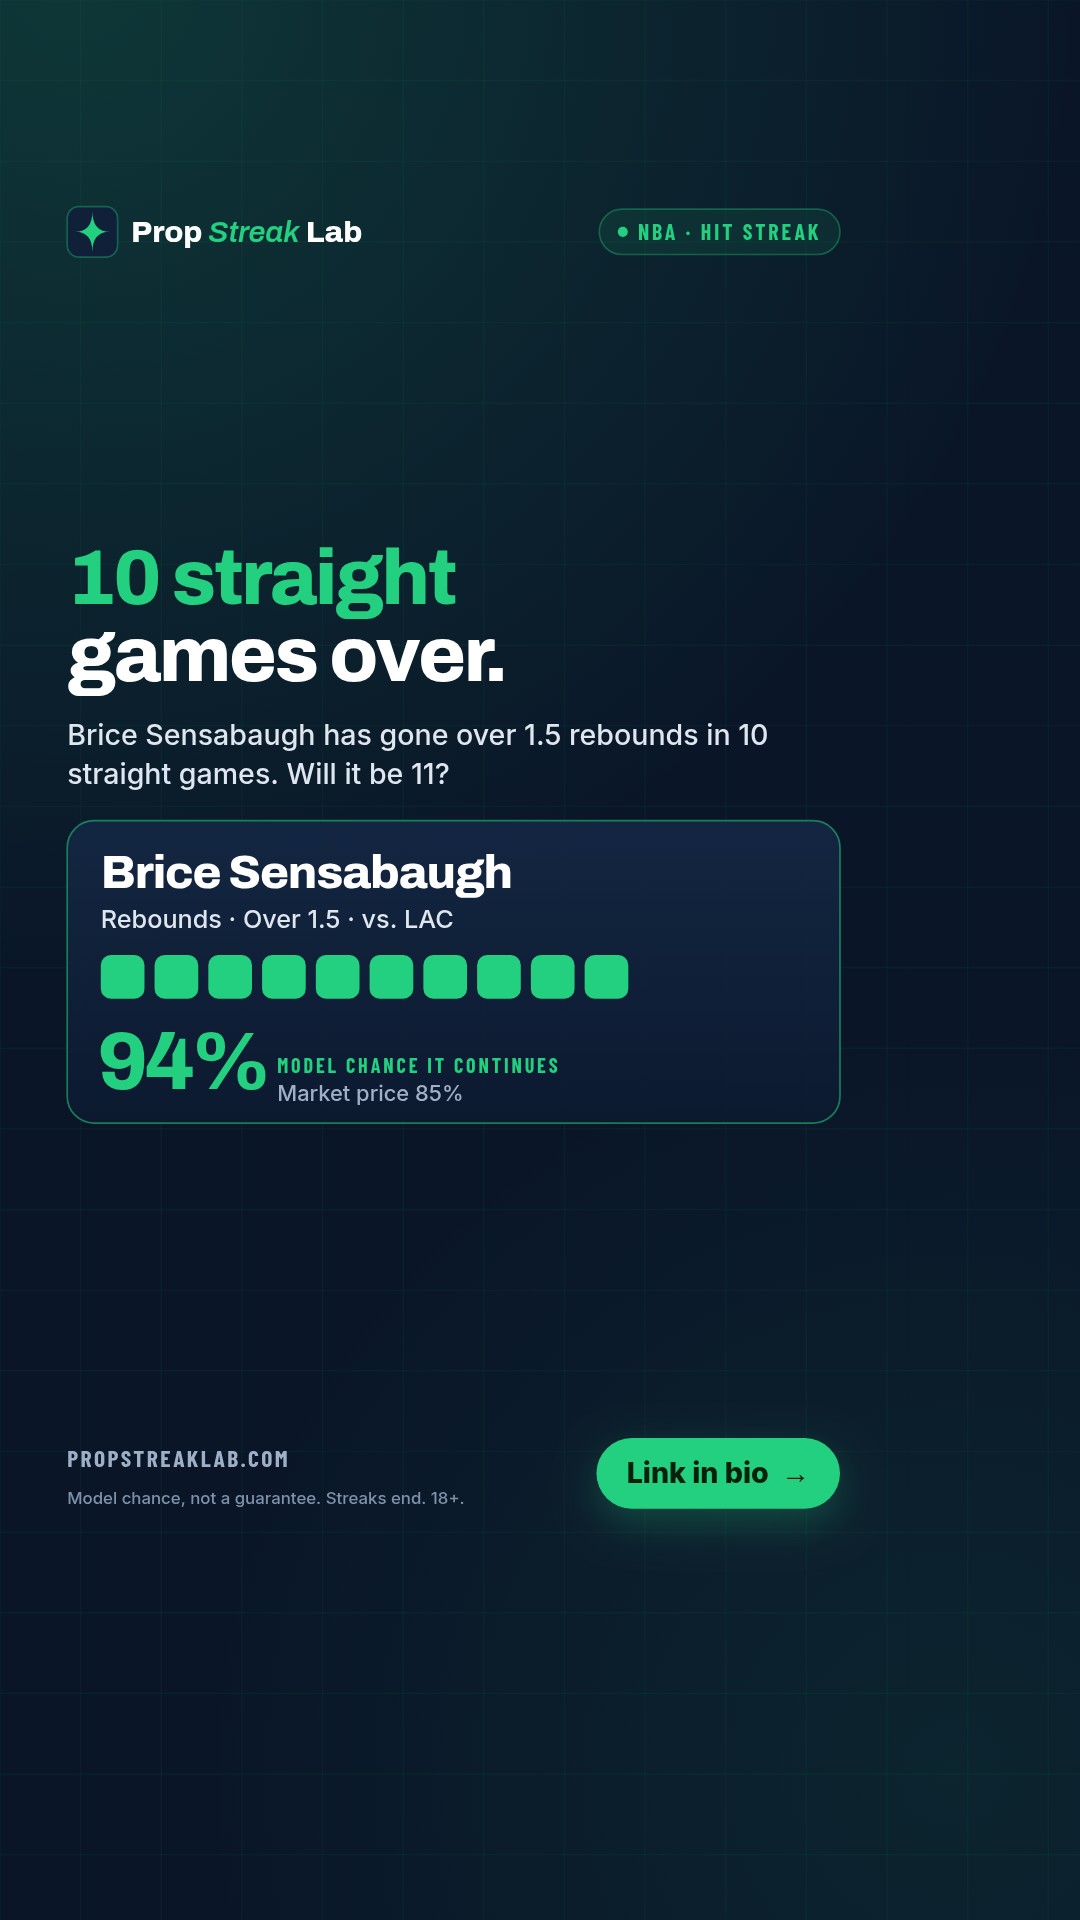 Prop Streak Lab
NBA · HIT STREAK
10 straight
games over.
Brice Sensabaugh has gone over 1.5 rebounds in 10
straight games. Will it be 11?
Brice Sensabaugh
Rebounds · Over 1.5 · vs. LAC
94%
MODEL CHANCE IT CONTINUES
Market price 85%
PROPSTREAKLAB.COM
Model chance, not a guarantee. Streaks end. 18+.
Link in bio →